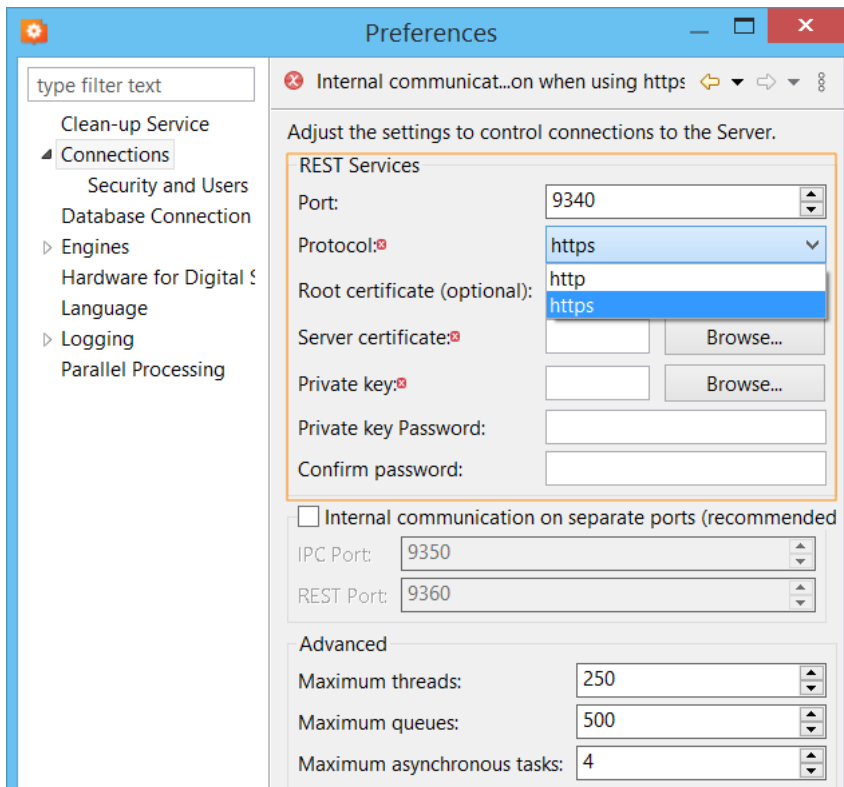 Preferences
type filter text
Clean-up Service
Connections
Security and Users
Database Connection
Engines
Hardware for Digital S
Language
Logging
Parallel Processing
Internal communicat...on when using https
Adjust the settings to control connections to the Server.
REST Services
Port: 9340
Protocol: https
http
https
Root certificate (optional):
Server certificate: Browse...
Private key: Browse...
Private key Password:
Confirm password:
Internal communication on separate ports (recommended
IPC Port: 9350
REST Port: 9360
Advanced
Maximum threads: 250
Maximum queues: 500
Maximum asynchronous tasks: 4